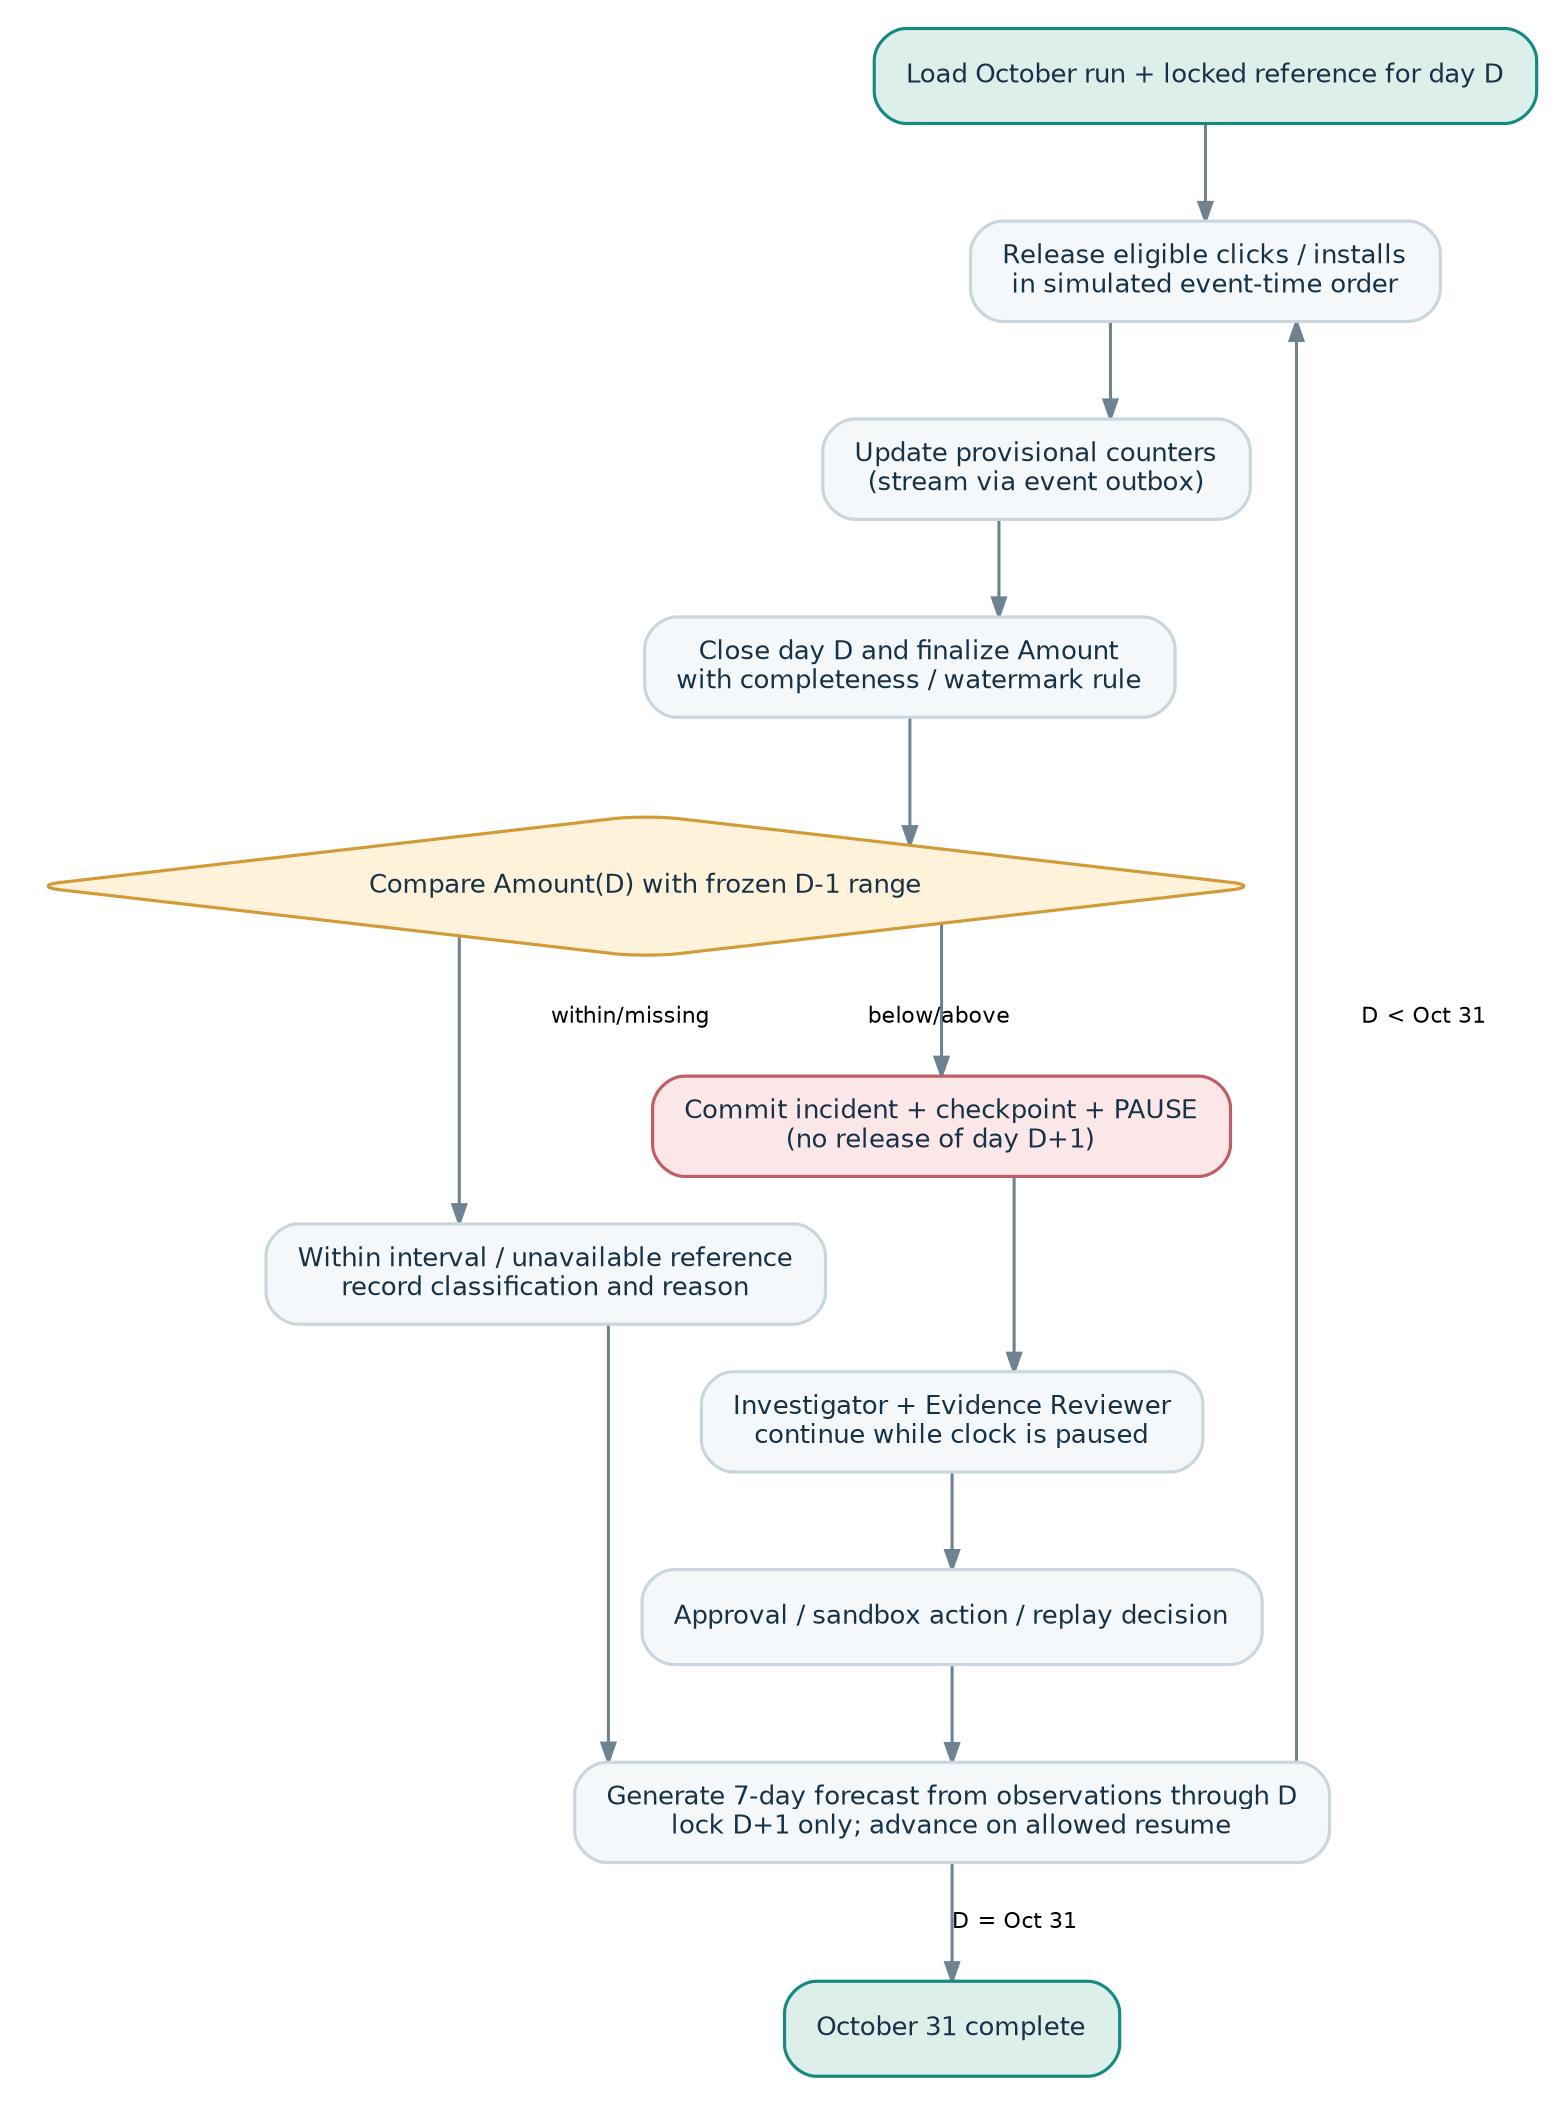 Load October run + locked reference for day D
Release eligible clicks / installs
in simulated event-time order
Update provisional counters
(stream via event outbox)
Close day D and finalize Amount
with completeness / watermark rule
Compare Amount(D) with frozen D-1 range
within/missing
below/above
D < Oct 31
Commit incident + checkpoint + PAUSE
(no release of day D+1)
Within interval / unavailable reference
record classification and reason
Investigator + Evidence Reviewer
continue while clock is paused
Approval / sandbox action / replay decision
Generate 7-day forecast from observations through D
lock D+1 only; advance on allowed resume
D = Oct 31
October 31 complete